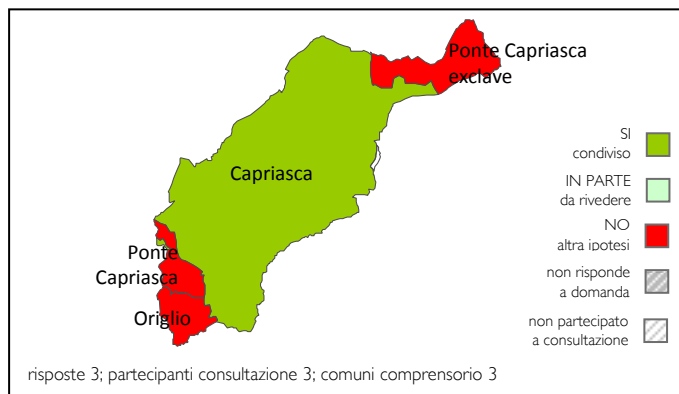 Ponte Capriasca
exclave
Capriasca
Ponte
Capriasca
Origlio
SI
condiviso
IN PARTE
da rivedere
NO
altra ipotesi
non risponde
a domanda
non partecipato
a consultazione
risposte 3; partecipanti consultazione 3; comuni comprensorio 3